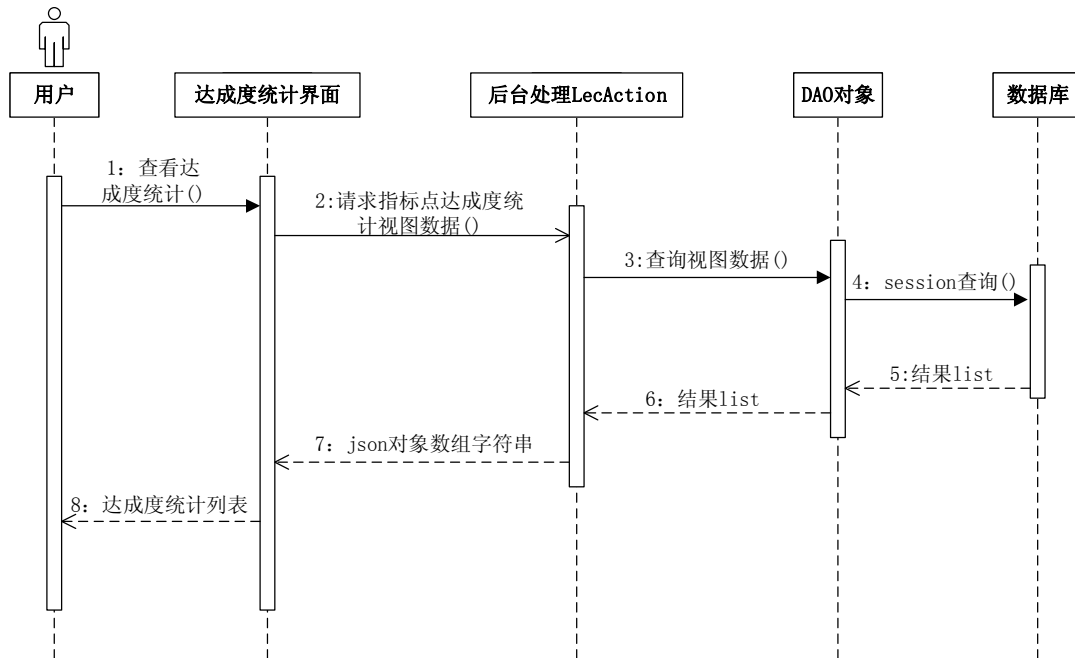 用户
达成度统计界面
后台处理LecAction
DAO对象
数据库
1：查看达
成度统计()
2:请求指标点达成度统
计视图数据()
3:查询视图数据()
4：session查询()
5:结果list
6：结果list
7：json对象数组字符串
8：达成度统计列表